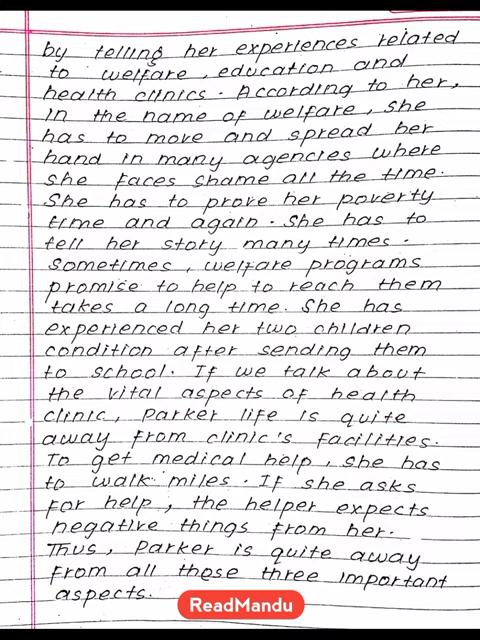 by telling her experiences related
to welfare, education and
health clinics. According to her,
in the name of welfare, she
has to move and spread her
hand in many agencies where
she faces shame all the time.
She has to prove her poverty
time and again. She has to
tell her story many times.
Sometimes, welfare programs
promise to help to reach them
takes a long time. She has
experienced her two children
condition after sending them
to school. If we talk about
the vital aspects of health
clinic, Parker life is quite
away from clinic's facilities.
To get medical help, she has
to walk miles. If she asks
for help, the helper expects
negative things from her.
Thus, Parker is quite away
from all these three important
aspects.
ReadMandu